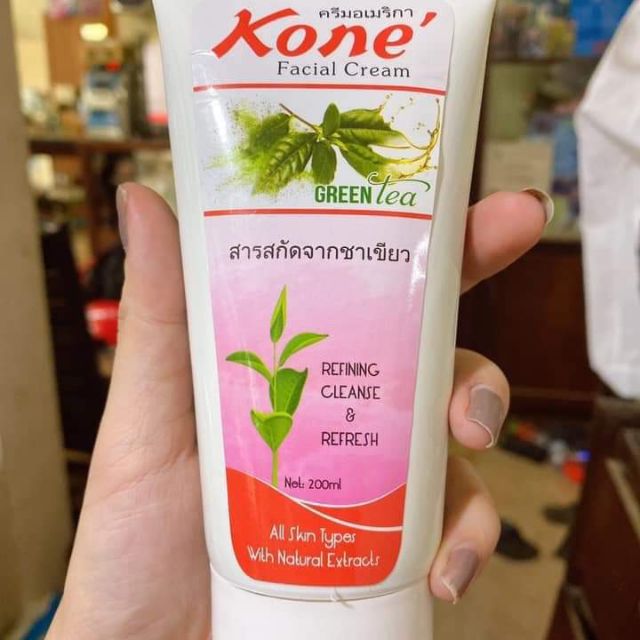 ครีมอเมริกา
Kone'
Facial Cream
GREEN tea
สารสกัดจากชาเขียว
REFINING
CLEANSE
&
REFRESH
Net: 200ml
All Skin Types
With Natural Extracts